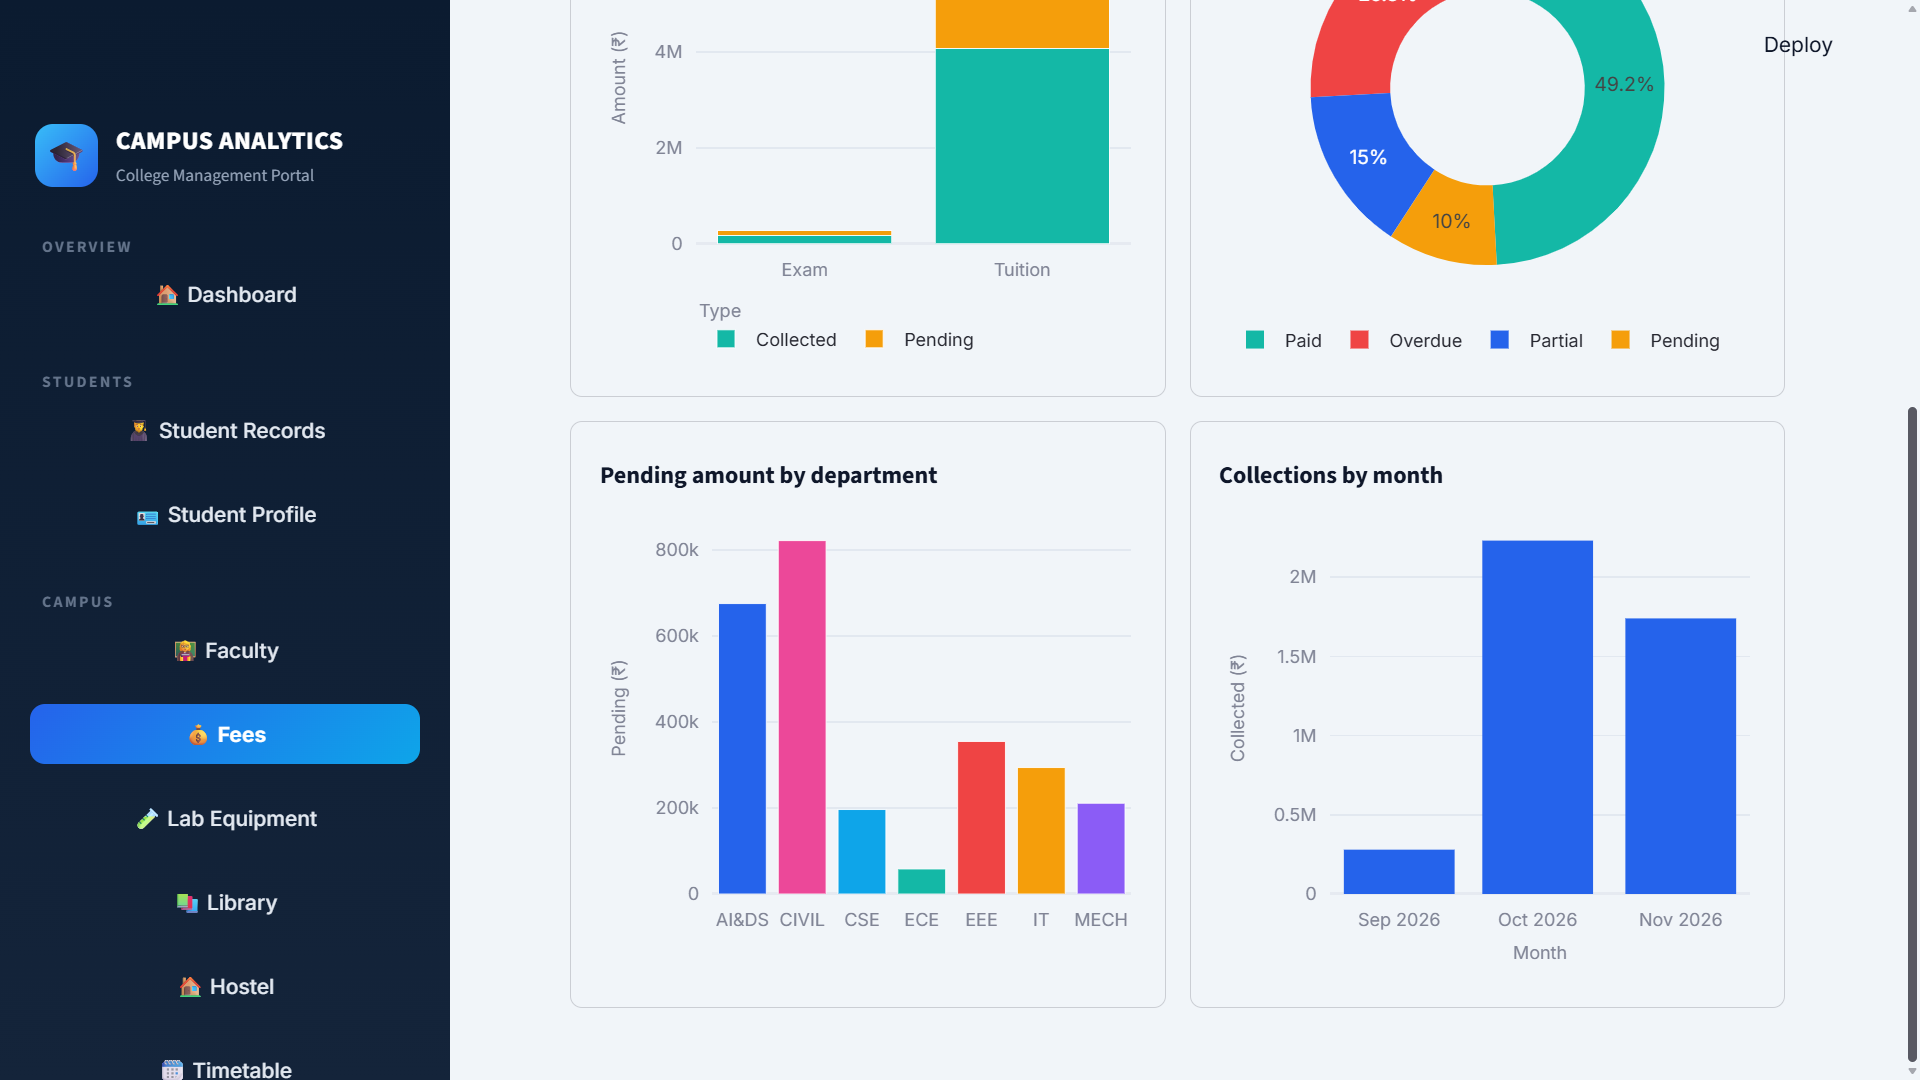 CAMPUS ANALYTICS
College Management Portal
OVERVIEW
Dashboard
STUDENTS
Student Records
Student Profile
CAMPUS
Faculty
Fees
Lab Equipment
Library
Hostel
Timetable
Deploy
Amount (₹)
4M
2M
0
Exam
Tuition
Type
Collected
Pending
49.2%
15%
10%
Paid
Overdue
Partial
Pending
Pending amount by department
Pending (₹)
800k
600k
400k
200k
0
AI&DS
CIVIL
CSE
ECE
EEE
IT
MECH
Collections by month
Collected (₹)
2M
1.5M
1M
0.5M
0
Sep 2026
Oct 2026
Nov 2026
Month